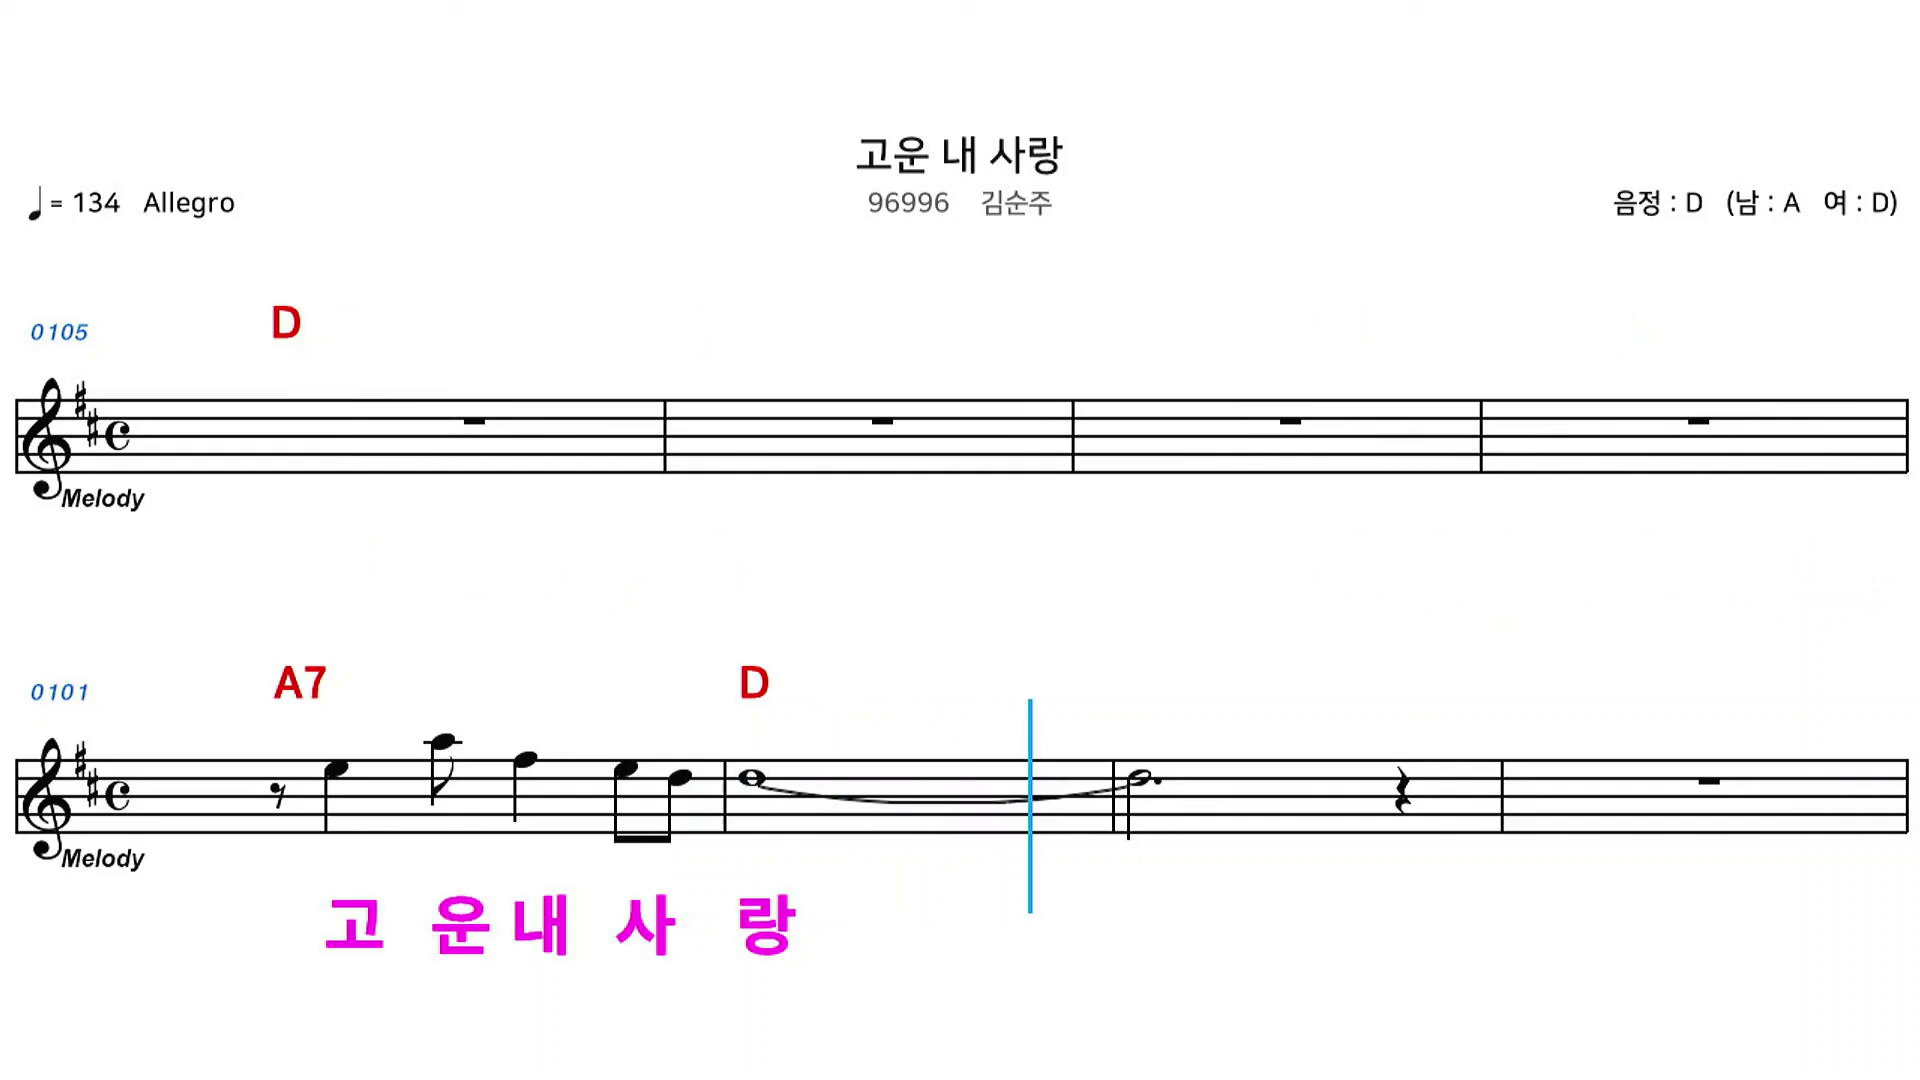 고운 내 사랑
♩= 134 Allegro 96996 김순주 음정 : D (남 : A 여 : D)
0105 D
Melody
0101 A7 D
Melody
고 운 내 사 랑